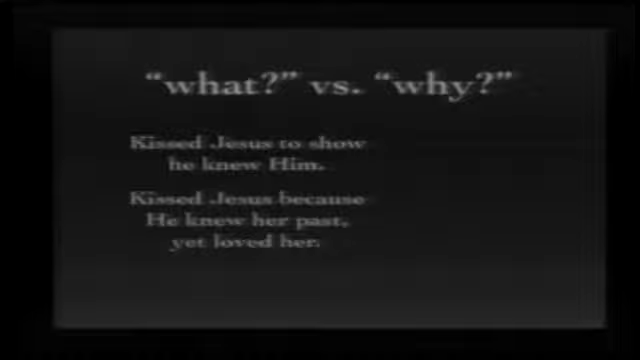 “what?” vs. “why?”
Kissed Jesus to show
he knew Him.
Kissed Jesus because
He knew her past,
yet loved her.